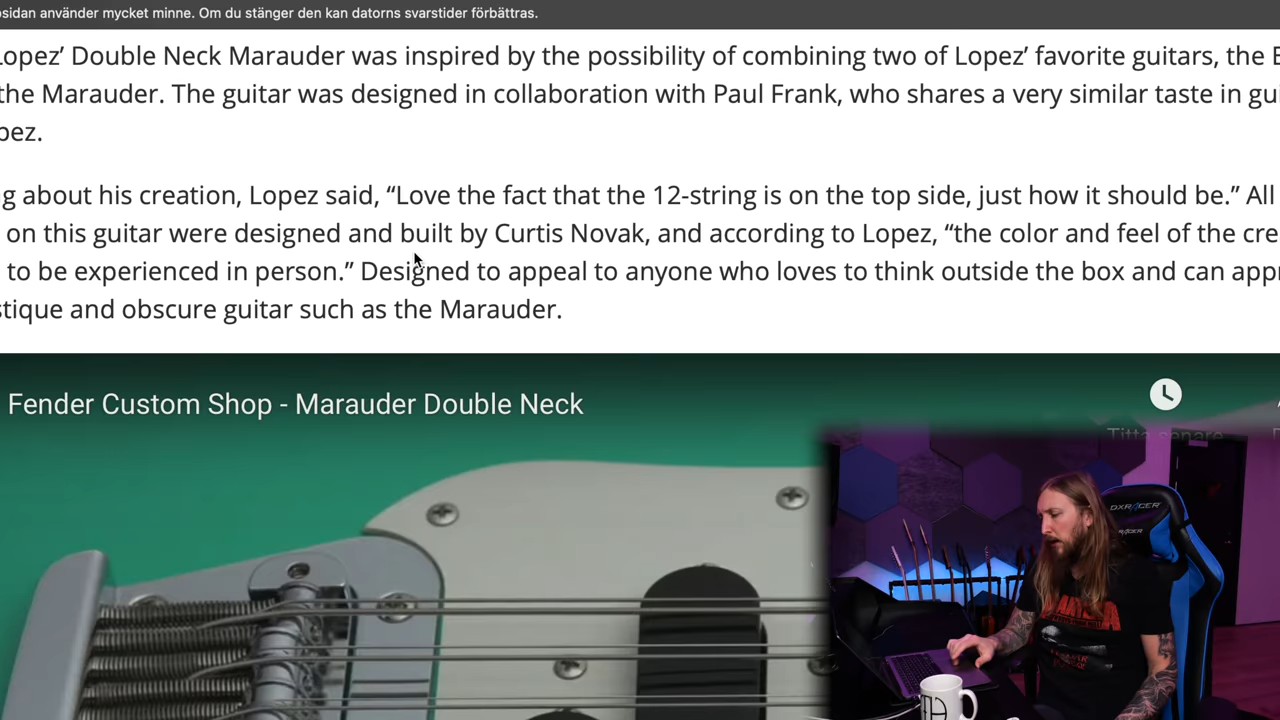 sidan använder mycket minne. Om du stänger den kan datorns svarstider förbättras.
Lopez’ Double Neck Marauder was inspired by the possibility of combining two of Lopez’ favorite guitars, the
the Marauder. The guitar was designed in collaboration with Paul Frank, who shares a very similar taste in
pez.
g about his creation, Lopez said, “Love the fact that the 12-string is on the top side, just how it should be.” All
on this guitar were designed and built by Curtis Novak, and according to Lopez, “the color and feel of the
to be experienced in person.” Designed to appeal to anyone who loves to think outside the box and can
stique and obscure guitar such as the Marauder.
Fender Custom Shop - Marauder Double Neck
Titta senare
DXRACER
RACER